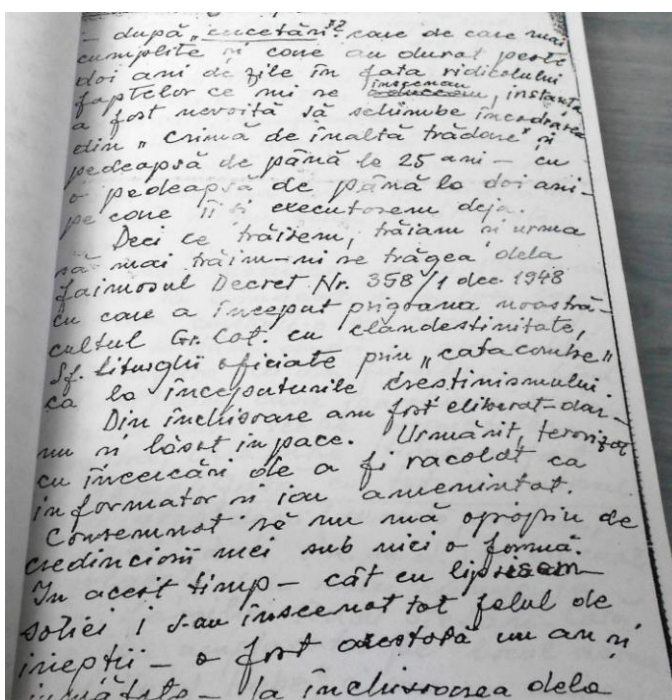 - după „cercetări" care de care mai
cumplite și care au durat peste
doi ani de zile în fața ridicolului
faptelor ce mi se înscenau, instanța
a fost nevoită să schimbe încadrarea
din „crimă de înaltă trădare" și
pedeapsă de până la 25 ani - cu
o pedeapsă de până la doi ani-
pe care îi și executasem deja.
Deci ce trăisem, trăiam și urma
să mai trăim-ni se trăgea dela
faimosul Decret Nr. 358/1 dec. 1948
cu care a început prigoana noastră-
cultul Gr. Cat. cu clandestinitate,
Sf. liturghii oficiate prin „catacombe"
ca la începuturile creștinismului.
Din închisoare am fost eliberat-dar-
nu și lăsat în pace. Urmărit, terorizat
cu încercări de a fi racolat ca
informator și iau amenințat.
Consemnat să nu mă apropiu de
credincioșii mei sub nici o formă.
In acest timp - cât eu lipseam
soției i s-au înscenat tot felul de
inepții - a fost arestată un an și
jumătate - la închisoarea dela